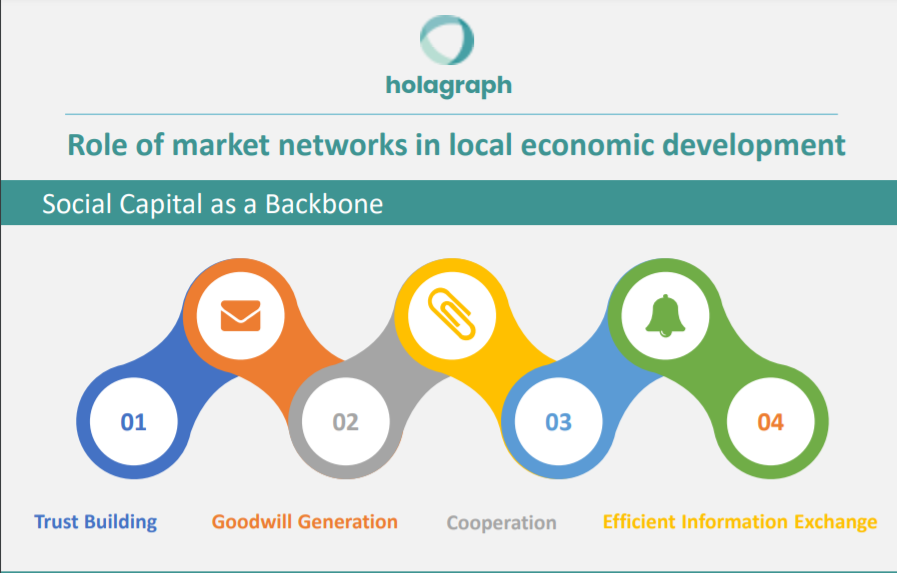 holagraph
Role of market networks in local economic development
Social Capital as a Backbone
01
02
03
04
Trust Building
Goodwill Generation
Cooperation
Efficient Information Exchange